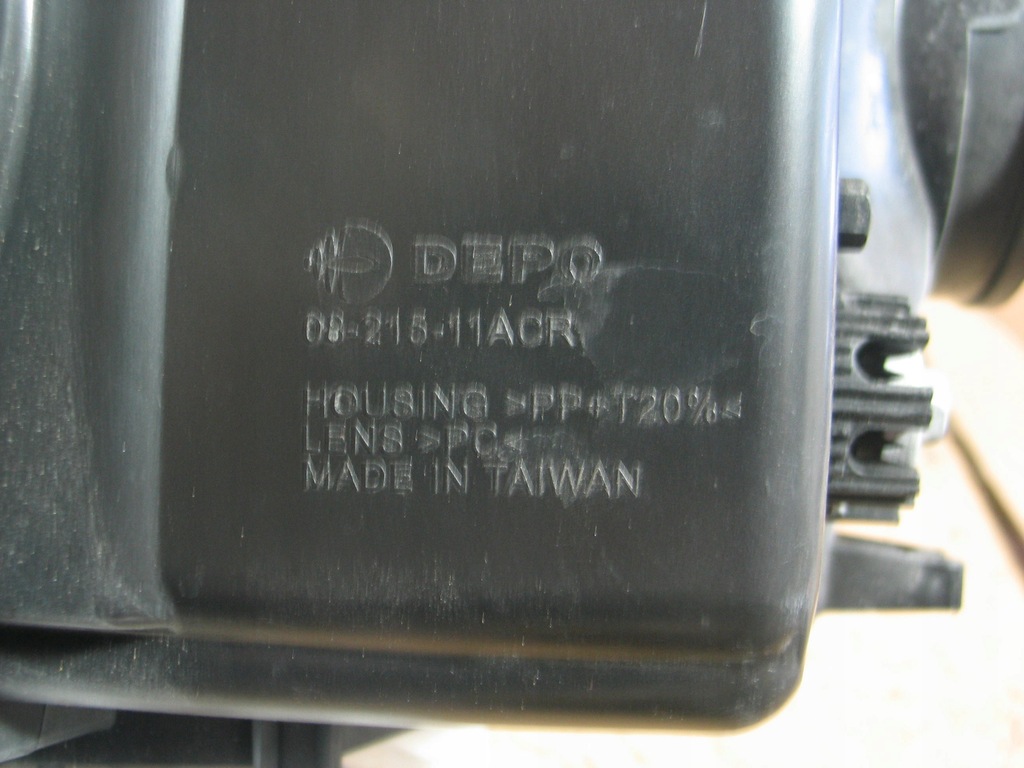 DEPO
08-215-11ACR
HOUSING >PP+T20%<
LENS >PC<
MADE IN TAIWAN